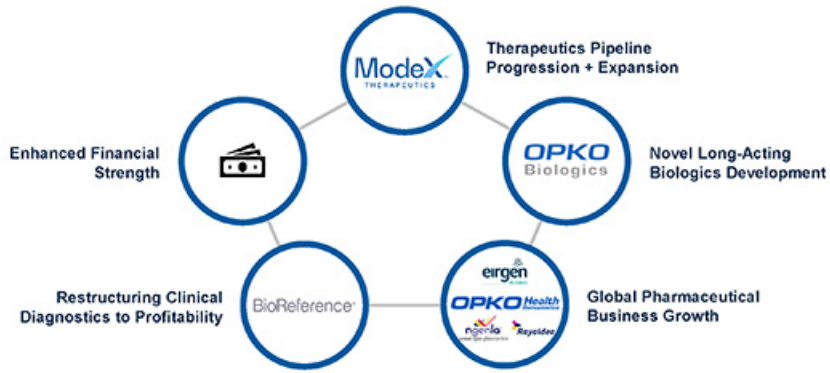 ModeX
THERAPEUTICS
Therapeutics Pipeline
Progression + Expansion
Enhanced Financial
Strength
OPKO
Biologics
Novel Long-Acting
Biologics Development
Restructuring Clinical
Diagnostics to Profitability
BioReference
eirgen
OPKO Health
ngenla
Rayaldee
Global Pharmaceutical
Business Growth